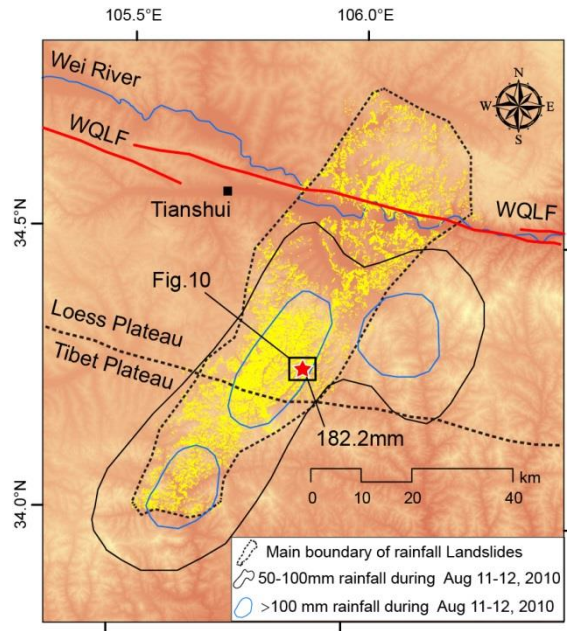 105.5°E
106.0°E
Wei River
N
W
E
S
WQLF
Tianshui
WQLF
34.5°N
Fig.10
Loess Plateau
Tibet Plateau
182.2mm
km
0 10 20 40
34.0°N
Main boundary of rainfall Landslides
50-100mm rainfall during Aug 11-12, 2010
>100 mm rainfall during Aug 11-12, 2010